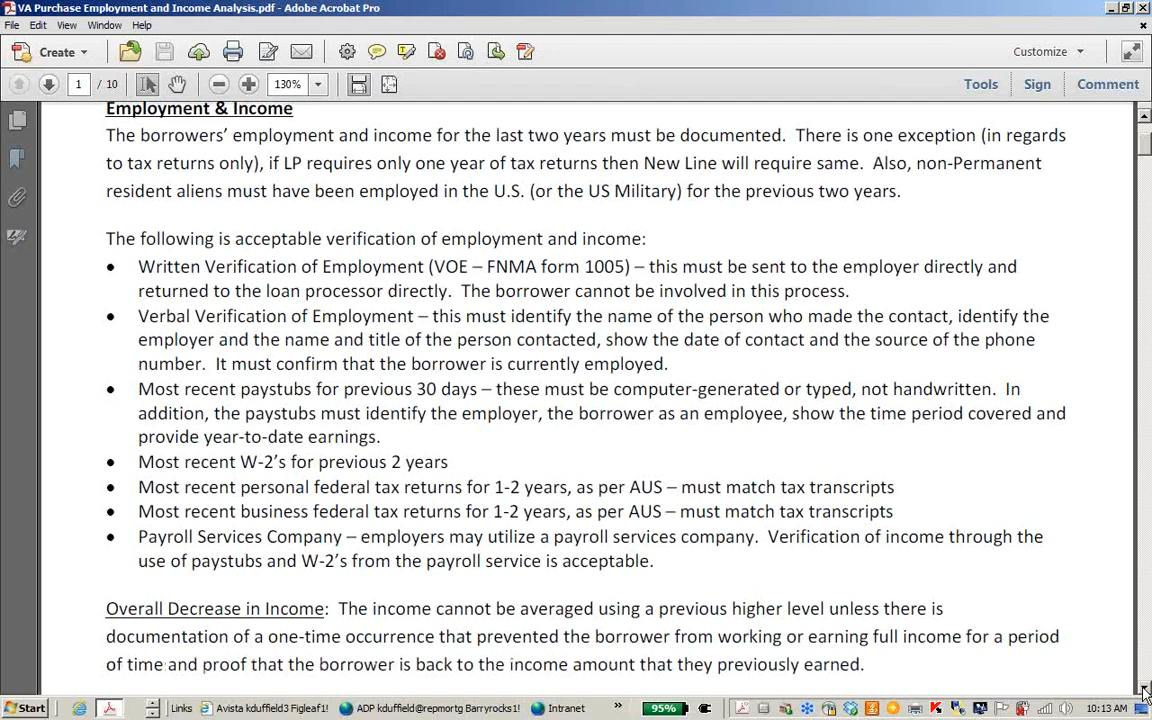 VA Purchase Employment and Income Analysis.pdf - Adobe Acrobat Pro
File Edit View Window Help
Create Customize
1 / 10 130% Tools Sign Comment
Employment & Income
The borrowers' employment and income for the last two years must be documented. There is one exception (in regards
to tax returns only), if LP requires only one year of tax returns then New Line will require same. Also, non-Permanent
resident aliens must have been employed in the U.S. (or the US Military) for the previous two years.
The following is acceptable verification of employment and income:
• Written Verification of Employment (VOE – FNMA form 1005) – this must be sent to the employer directly and
returned to the loan processor directly. The borrower cannot be involved in this process.
• Verbal Verification of Employment – this must identify the name of the person who made the contact, identify the
employer and the name and title of the person contacted, show the date of contact and the source of the phone
number. It must confirm that the borrower is currently employed.
• Most recent paystubs for previous 30 days – these must be computer-generated or typed, not handwritten. In
addition, the paystubs must identify the employer, the borrower as an employee, show the time period covered and
provide year-to-date earnings.
• Most recent W-2's for previous 2 years
• Most recent personal federal tax returns for 1-2 years, as per AUS – must match tax transcripts
• Most recent business federal tax returns for 1-2 years, as per AUS – must match tax transcripts
• Payroll Services Company – employers may utilize a payroll services company. Verification of income through the
use of paystubs and W-2's from the payroll service is acceptable.
Overall Decrease in Income: The income cannot be averaged using a previous higher level unless there is
documentation of a one-time occurrence that prevented the borrower from working or earning full income for a period
of time and proof that the borrower is back to the income amount that they previously earned.
Start Links Avista kduffield3 Figleaf1! ADP kduffield@repmortg Barryrocks1! Intranet » 95% 10:13 AM